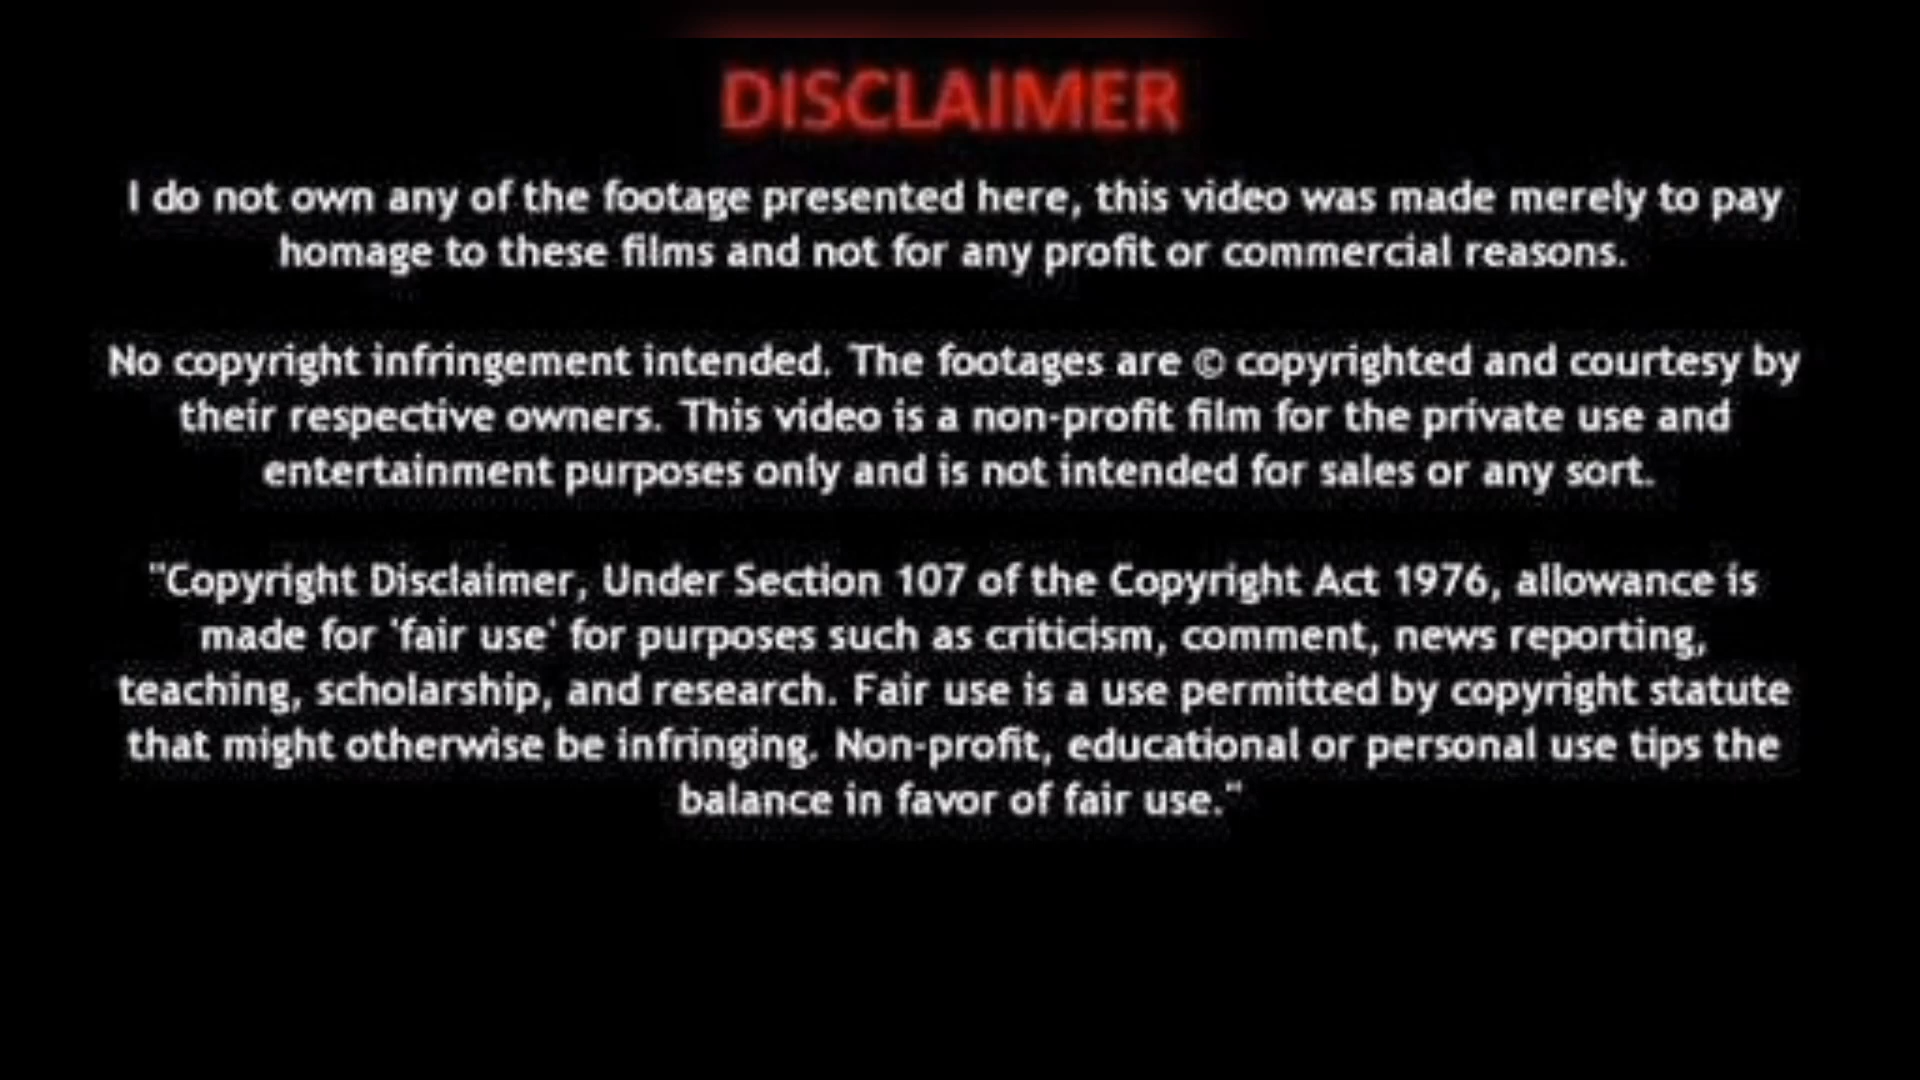 DISCLAIMER
I do not own any of the footage presented here, this video was made merely to pay
homage to these films and not for any profit or commercial reasons.
No copyright infringement intended. The footages are © copyrighted and courtesy by
their respective owners. This video is a non-profit film for the private use and
entertainment purposes only and is not intended for sales or any sort.
"Copyright Disclaimer, Under Section 107 of the Copyright Act 1976, allowance is
made for 'fair use' for purposes such as criticism, comment, news reporting,
teaching, scholarship, and research. Fair use is a use permitted by copyright statute
that might otherwise be infringing. Non-profit, educational or personal use tips the
balance in favor of fair use."